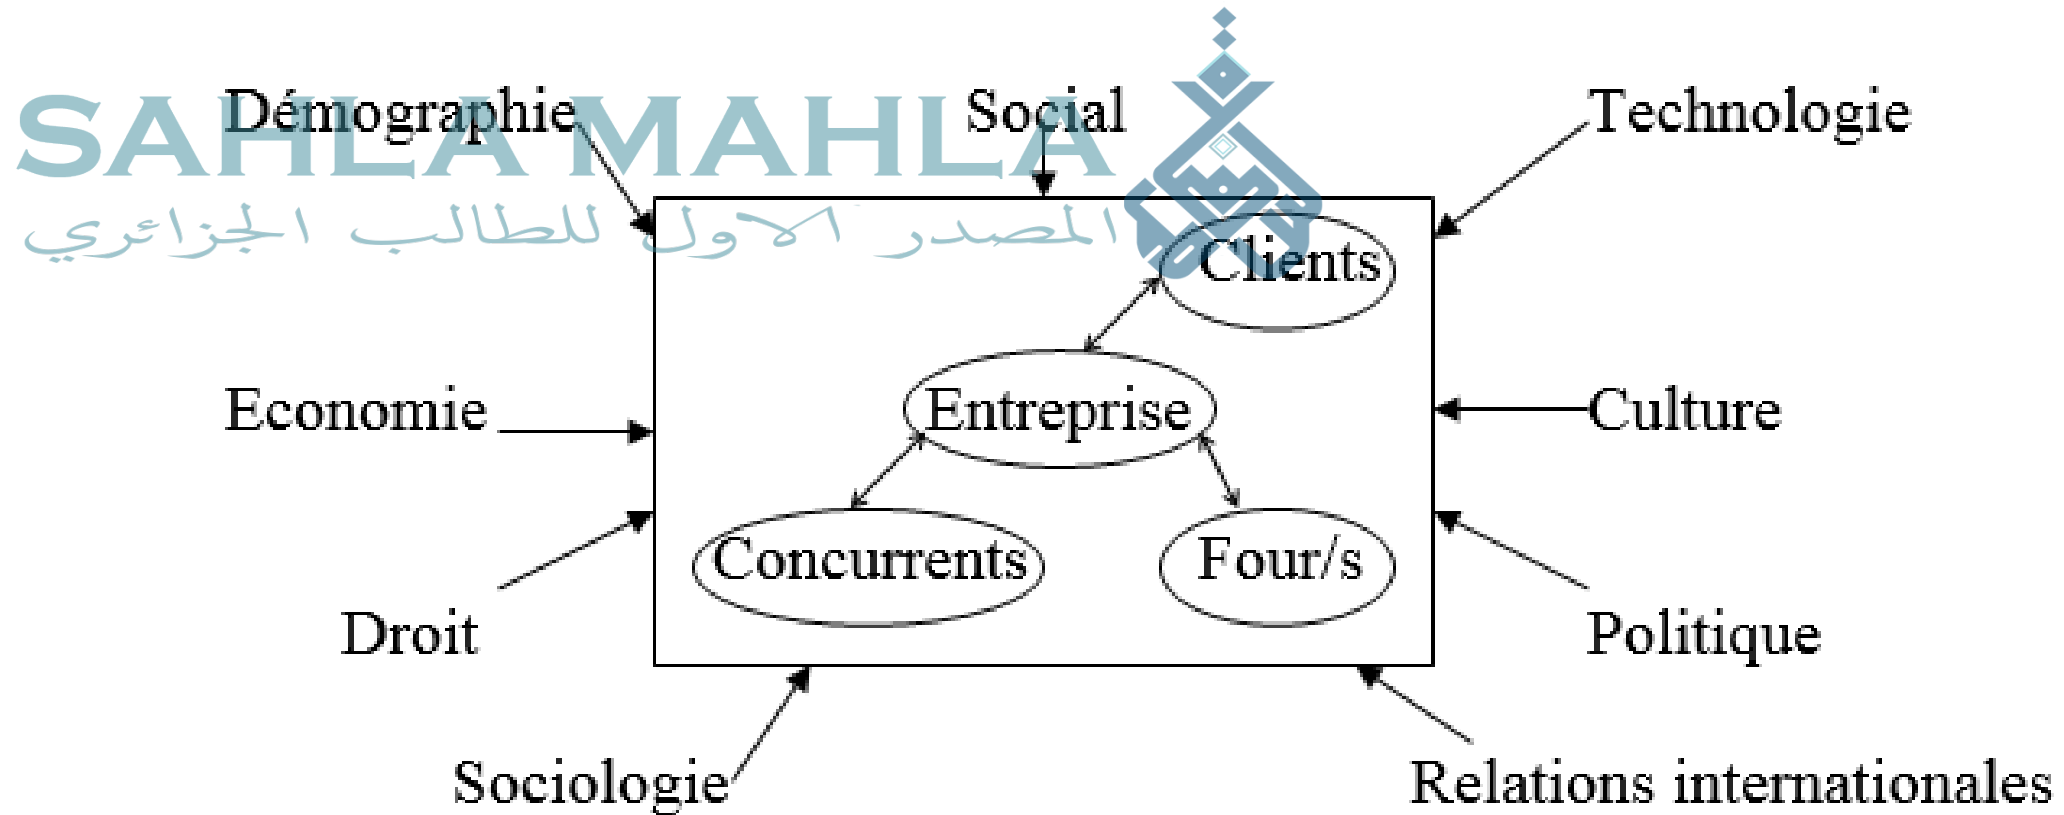 Démographie Social Technologie
SAHLA MAHLA
المصدر الاول للطالب الجزائري
Clients
Economie Entreprise Culture
Concurrents Four/s
Droit Politique
Sociologie Relations internationales